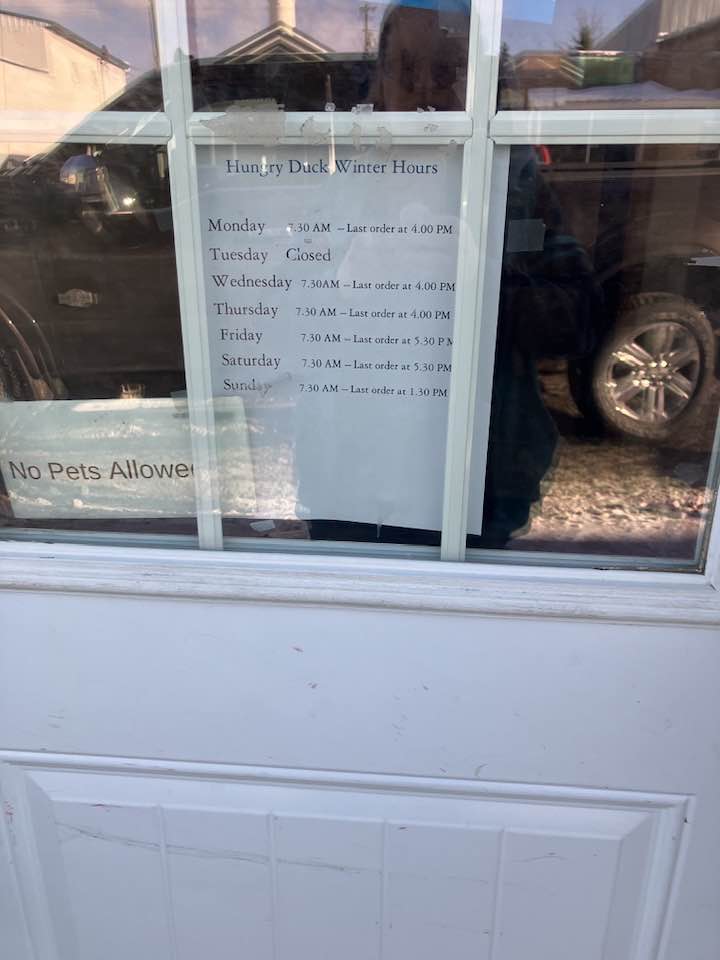 Hungry Duck Winter Hours
Monday 7.30 AM – Last order at 4.00 PM
Tuesday Closed
Wednesday 7.30AM – Last order at 4.00 PM
Thursday 7.30 AM – Last order at 4.00 PM
Friday 7.30 AM – Last order at 5.30 PM
Saturday 7.30 AM – Last order at 5.30 PM
Sunday 7.30 AM – Last order at 1.30 PM
No Pets Allowed